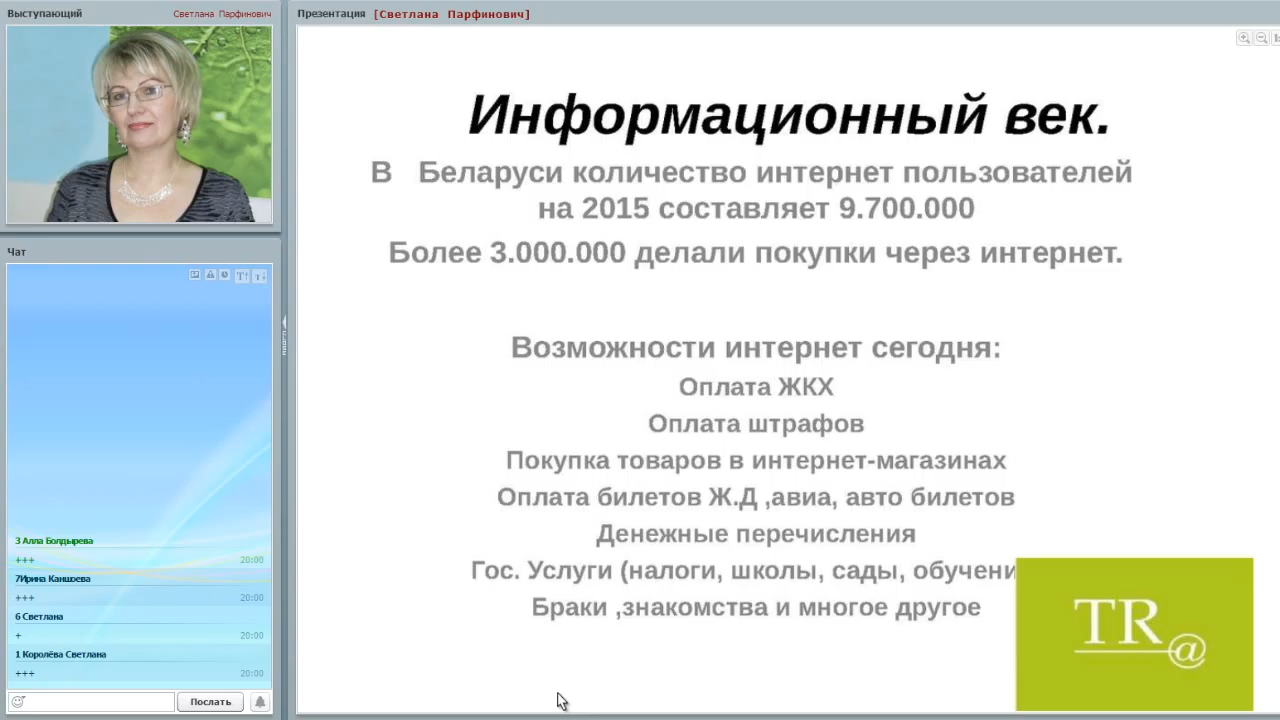 Выступающий
Светлана Парфинович
Презентация [Светлана Парфинович]
Информационный век.
В Беларуси количество интернет пользователей
на 2015 составляет 9.700.000
Более 3.000.000 делали покупки через интернет.
Возможности интернет сегодня:
Оплата ЖКХ
Оплата штрафов
Покупка товаров в интернет-магазинах
Оплата билетов Ж.Д ,авиа, авто билетов
Денежные перечисления
Гос. Услуги (налоги, школы, сады, обучени
Браки ,знакомства и многое другое
TR@
Чат
3 Алла Болдырева
+++ 20:00
7Ирина Каншоева
+++ 20:00
6 Светлана
+ 20:00
1 Королёва Светлана
+++ 20:00
Послать